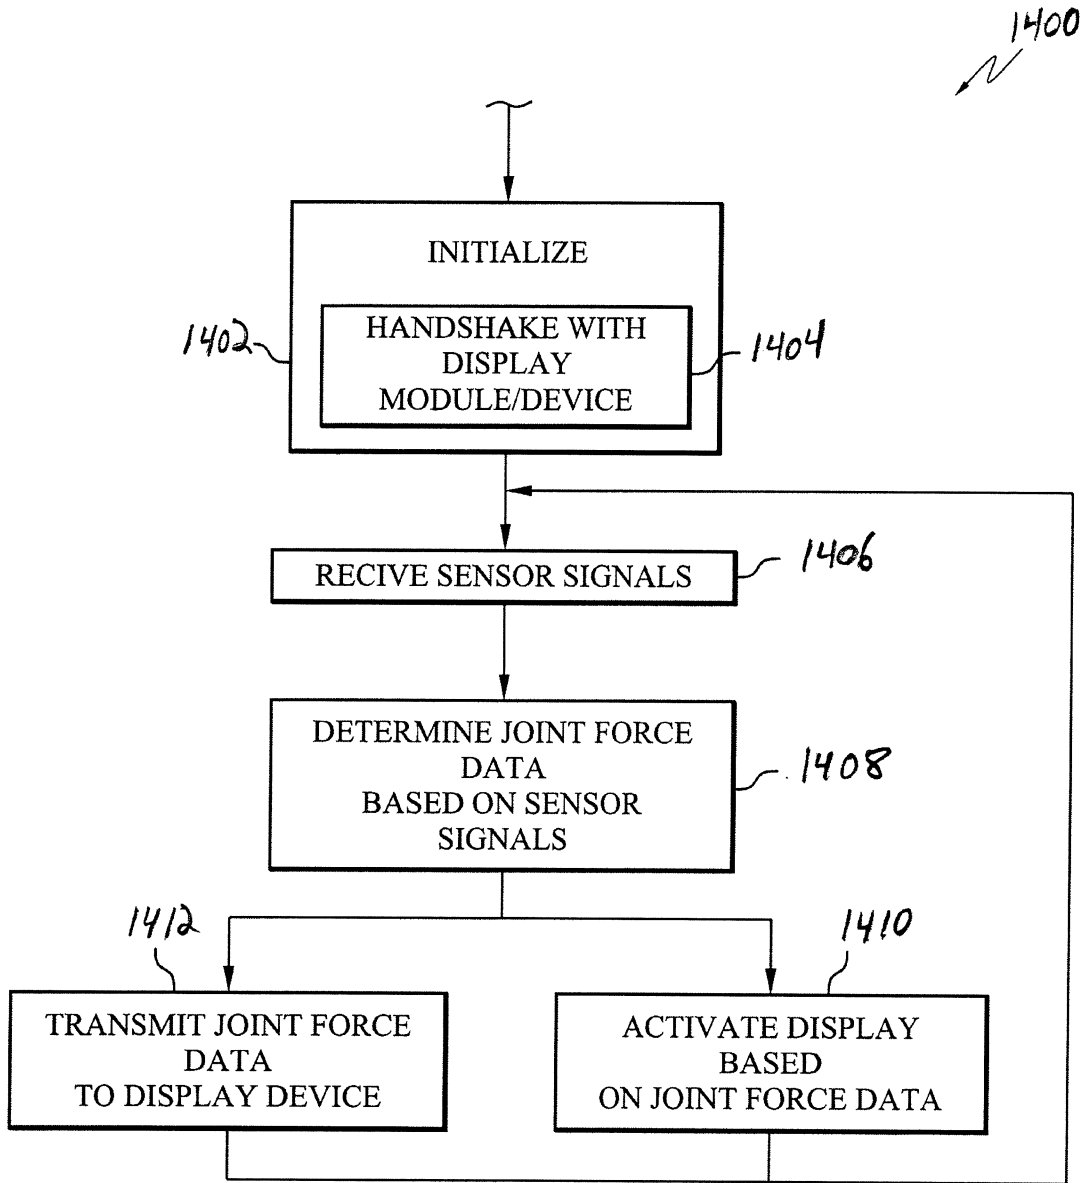 1400
INITIALIZE
1402
HANDSHAKE WITH
DISPLAY
MODULE/DEVICE
1404
RECIVE SENSOR SIGNALS
1406
DETERMINE JOINT FORCE
DATA
BASED ON SENSOR
SIGNALS
1408
1412
1410
TRANSMIT JOINT FORCE
DATA
TO DISPLAY DEVICE
ACTIVATE DISPLAY
BASED
ON JOINT FORCE DATA